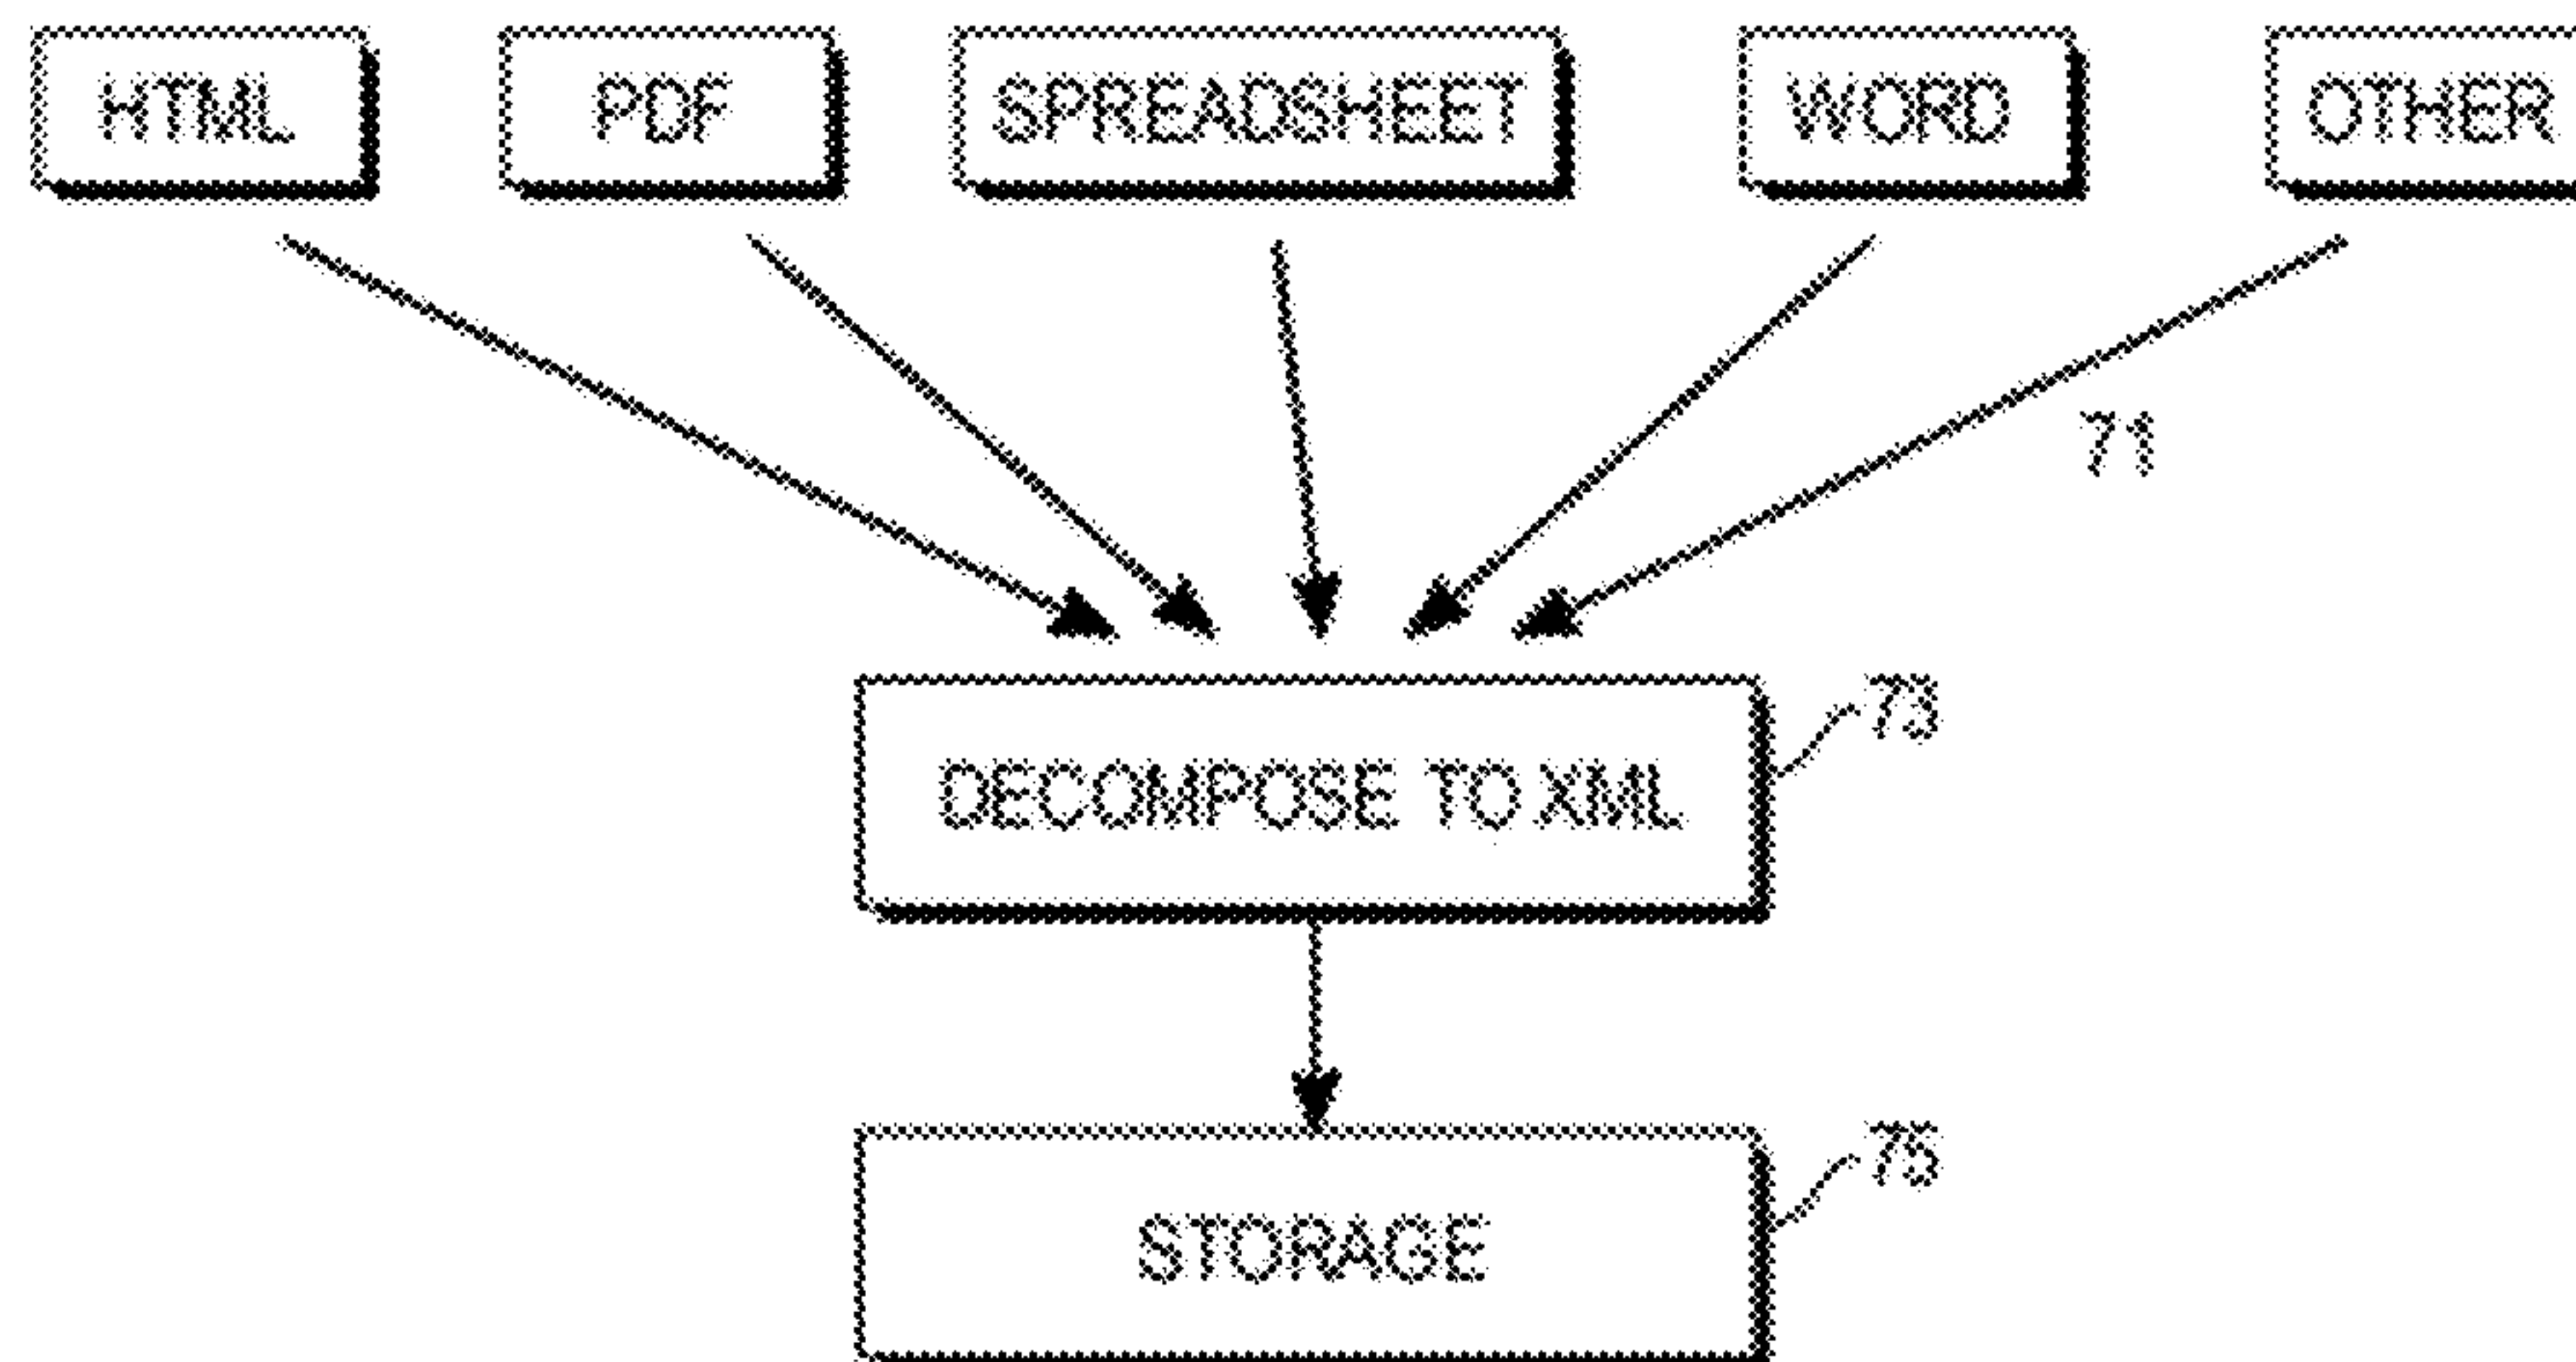 HTML PDF SPREADSHEET WORD OTHER
71
73
DECOMPOSE TO XML
75
STORAGE